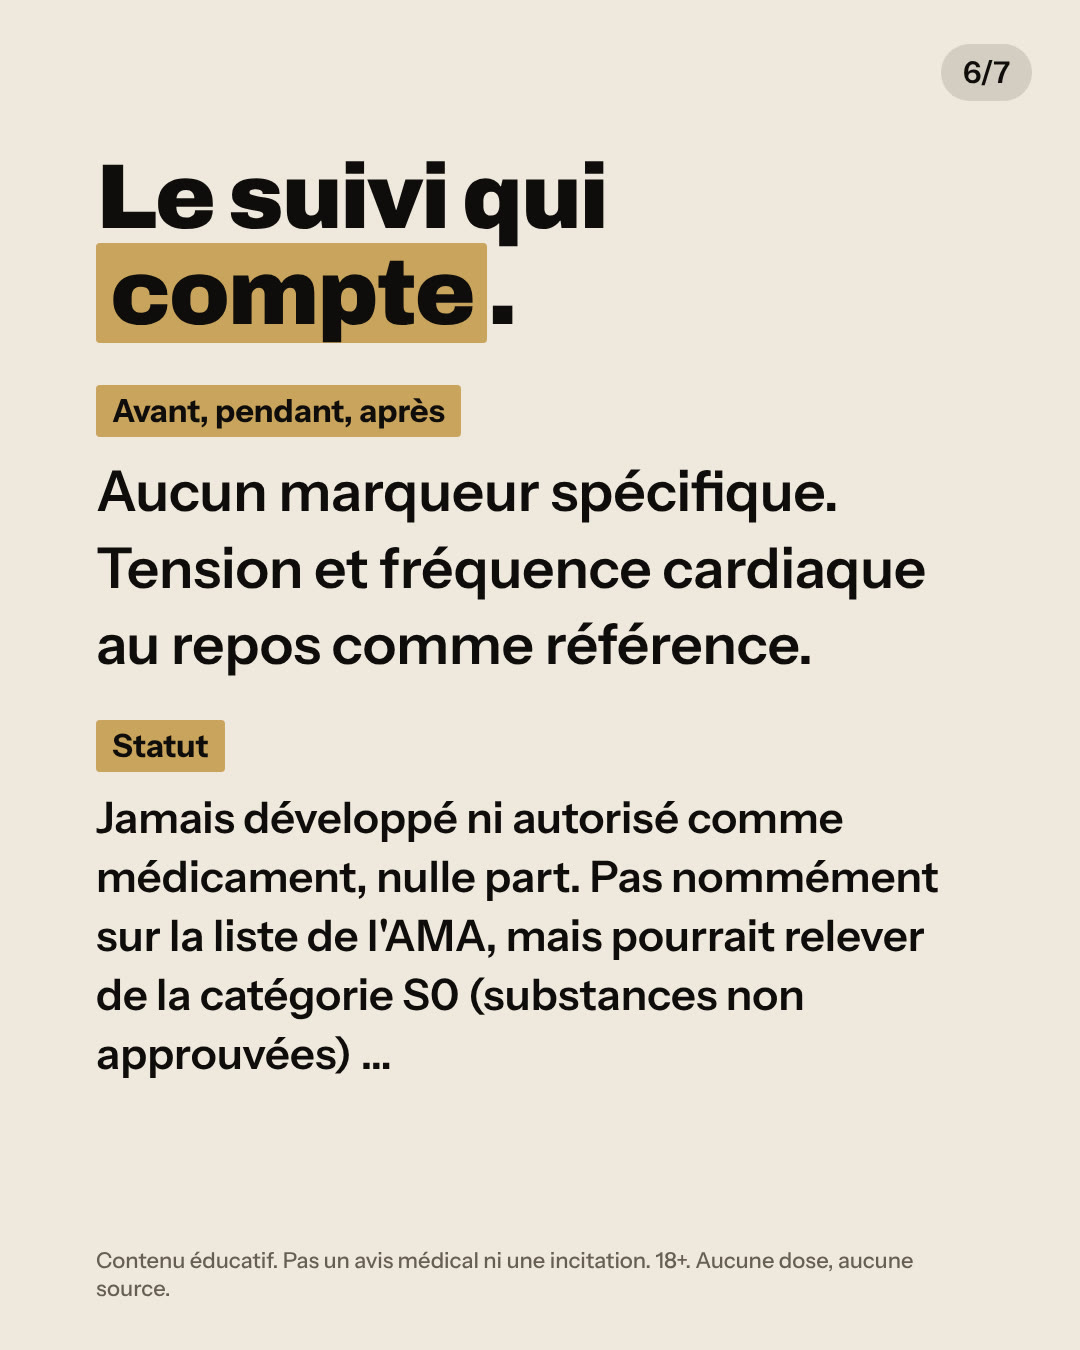 6/7
Le suivi qui
compte.
Avant, pendant, après
Aucun marqueur spécifique.
Tension et fréquence cardiaque
au repos comme référence.
Statut
Jamais développé ni autorisé comme
médicament, nulle part. Pas nommément
sur la liste de l'AMA, mais pourrait relever
de la catégorie S0 (substances non
approuvées) ...
Contenu éducatif. Pas un avis médical ni une incitation. 18+. Aucune dose, aucune
source.